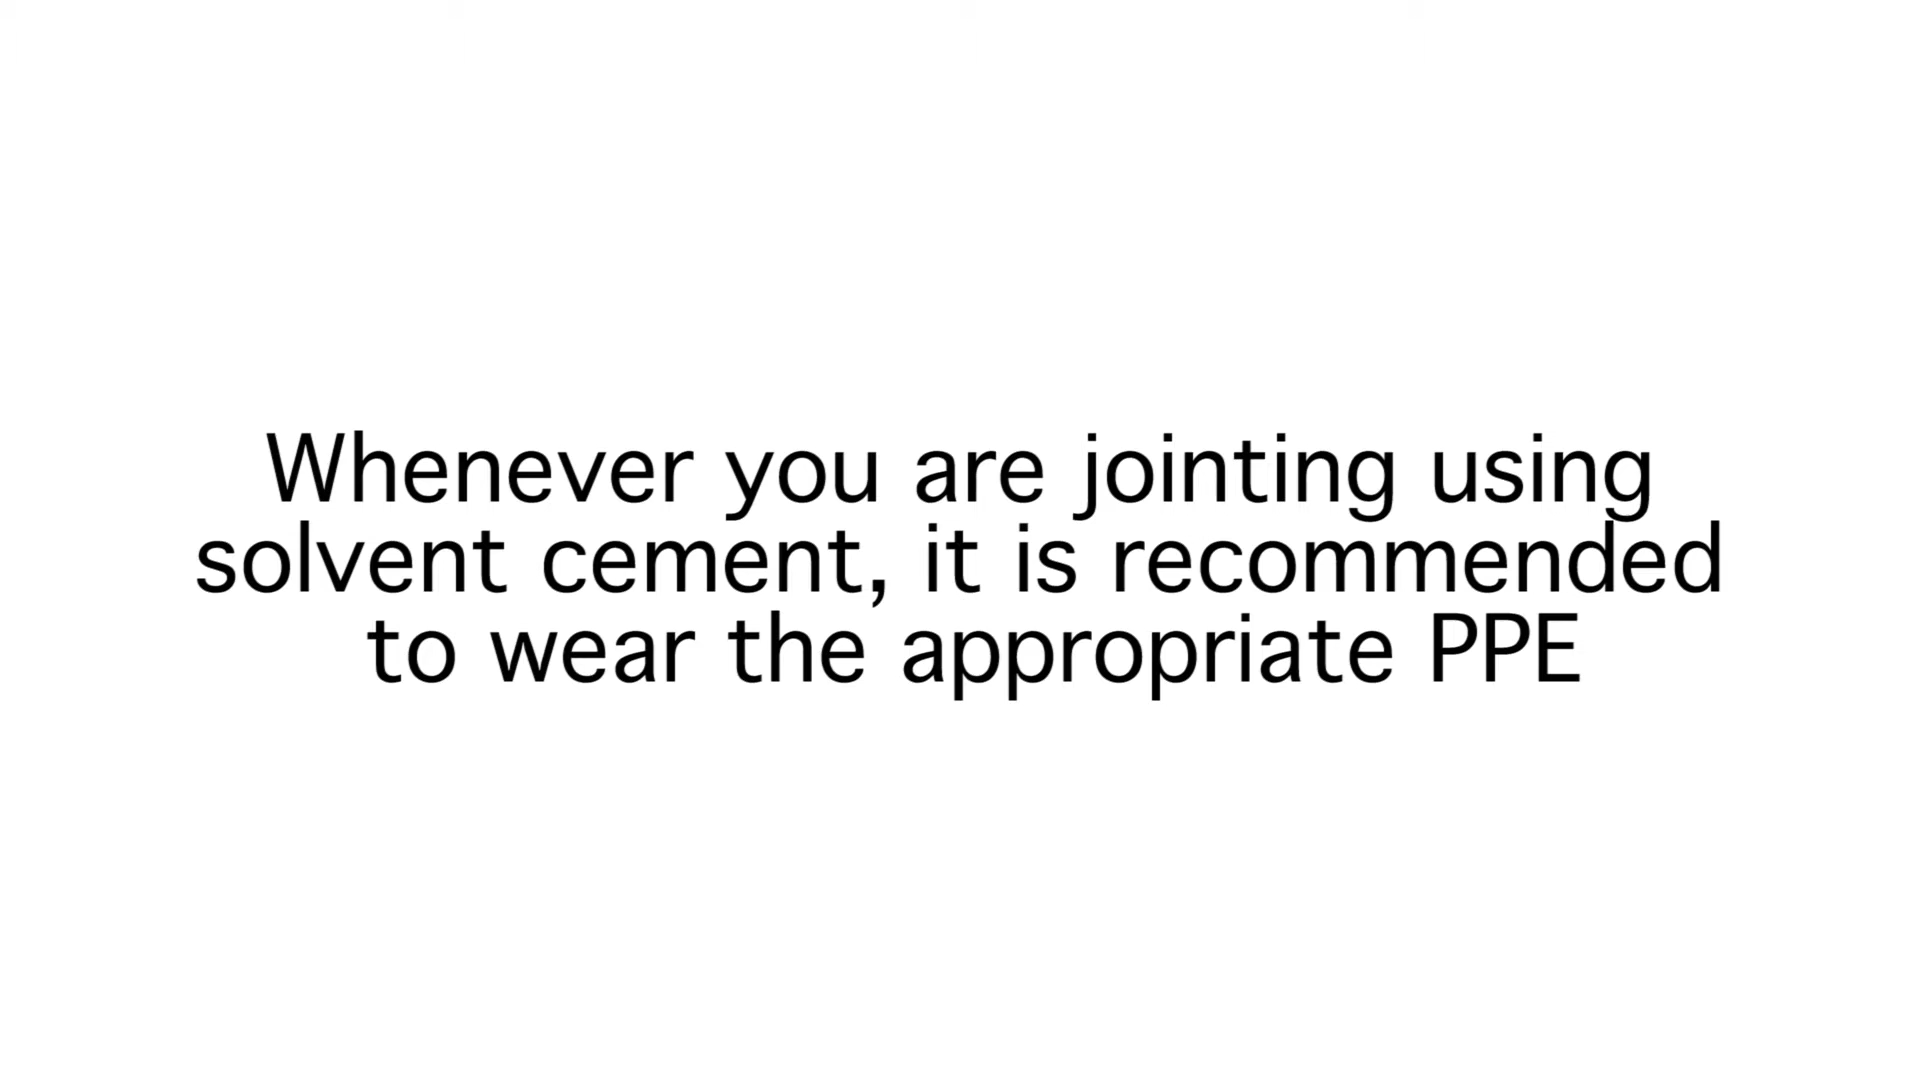 Whenever you are jointing using
solvent cement, it is recommended
to wear the appropriate PPE